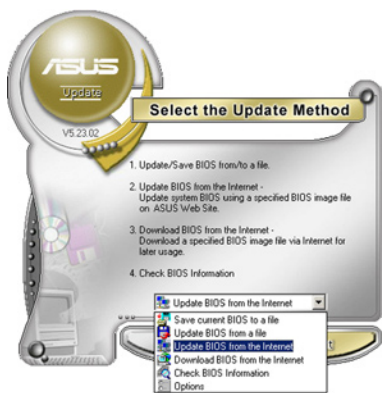 ASUS
Update
V5.23.02
Select the Update Method
1. Update/Save BIOS from/to a file.
2. Update BIOS from the Internet -
Update system BIOS using a specified BIOS image file
on ASUS Web Site.
3. Download BIOS from the Internet -
Download a specified BIOS image file via Internet for
later usage.
4. Check BIOS Information
Update BIOS from the Internet
Save current BIOS to a file
Update BIOS from a file
Update BIOS from the Internet
Download BIOS from the Internet
Check BIOS Information
Options